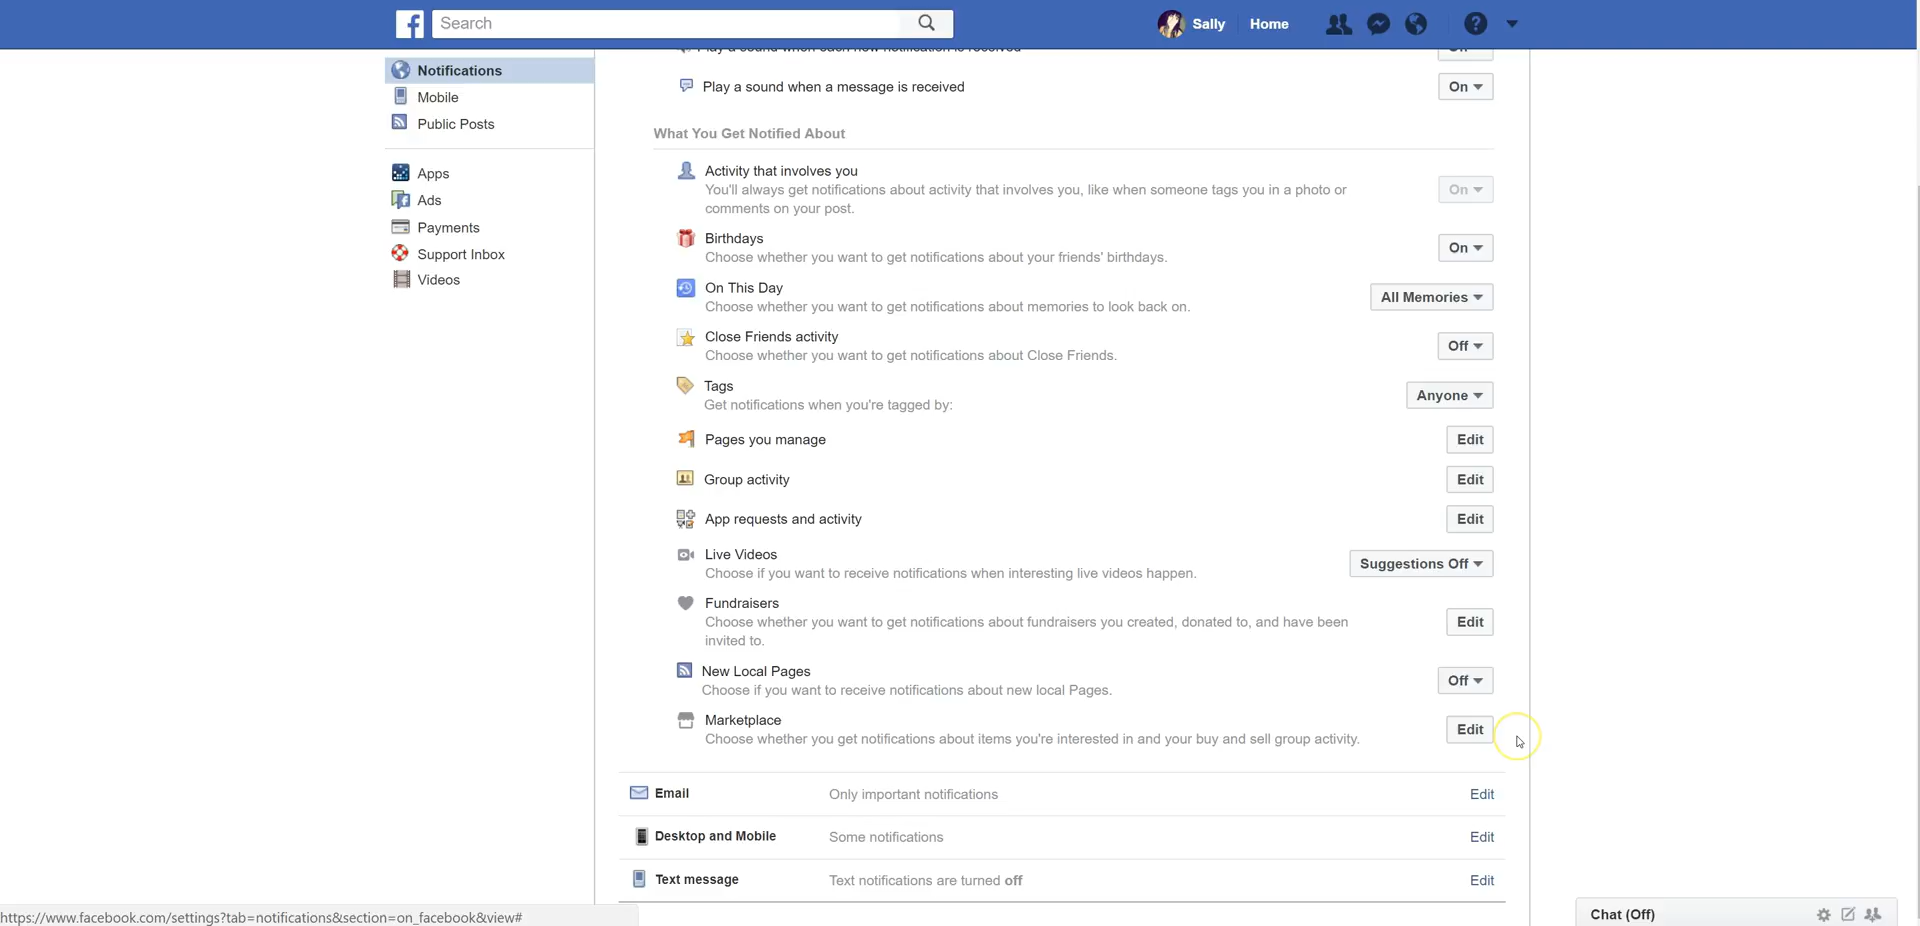 Search
Sally
Home
Notifications
Mobile
Public Posts
Apps
Ads
Payments
Support Inbox
Videos
Play a sound when each new notification is received
On
Play a sound when a message is received
On
What You Get Notified About
Activity that involves you
You'll always get notifications about activity that involves you, like when someone tags you in a photo or
comments on your post.
On
Birthdays
Choose whether you want to get notifications about your friends' birthdays.
On
On This Day
Choose whether you want to get notifications about memories to look back on.
All Memories
Close Friends activity
Choose whether you want to get notifications about Close Friends.
Off
Tags
Get notifications when you're tagged by:
Anyone
Pages you manage
Edit
Group activity
Edit
App requests and activity
Edit
Live Videos
Choose if you want to receive notifications when interesting live videos happen.
Suggestions Off
Fundraisers
Choose whether you want to get notifications about fundraisers you created, donated to, and have been
invited to.
Edit
New Local Pages
Choose if you want to receive notifications about new local Pages.
Off
Marketplace
Choose whether you get notifications about items you're interested in and your buy and sell group activity.
Edit
Email Only important notifications Edit
Desktop and Mobile Some notifications Edit
Text message Text notifications are turned off Edit
https://www.facebook.com/settings?tab=notifications&section=on_facebook&view#
Chat (Off)